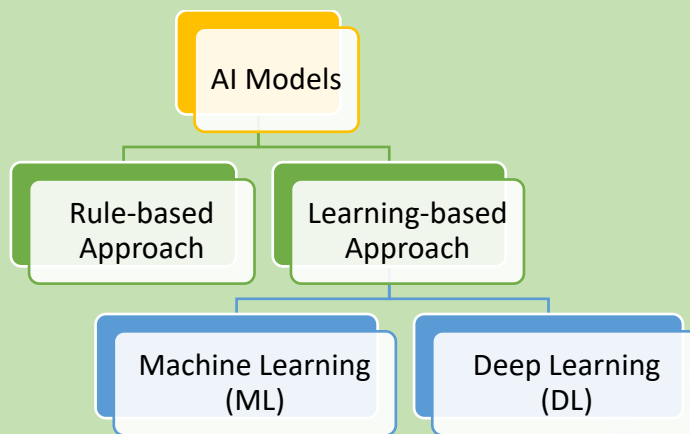 AI Models
Rule-based
Approach
Learning-based
Approach
Machine Learning
(ML)
Deep Learning
(DL)